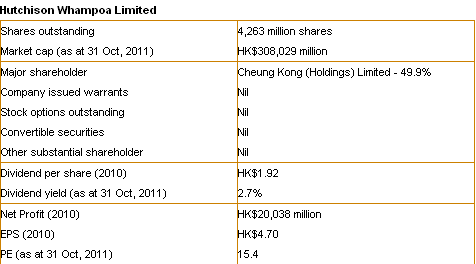 Hutchison Whampoa Limited
Shares outstanding 4,263 million shares
Market cap (as at 31 Oct, 2011) HK$308,029 million
Major shareholder Cheung Kong (Holdings) Limited - 49.9%
Company issued warrants Nil
Stock options outstanding Nil
Convertible securities Nil
Other substantial shareholder Nil
Dividend per share (2010) HK$1.92
Dividend yield (as at 31 Oct, 2011) 2.7%
Net Profit (2010) HK$20,038 million
EPS (2010) HK$4.70
PE (as at 31 Oct, 2011) 15.4